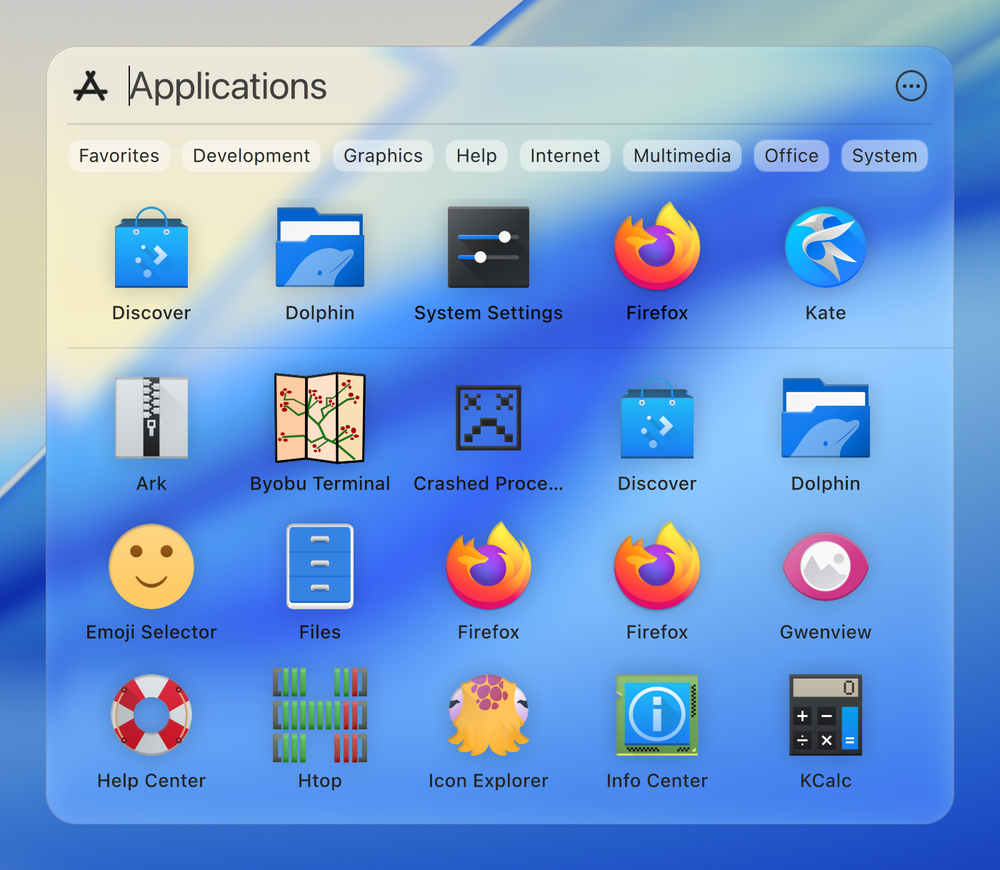 Applications
Favorites Development Graphics Help Internet Multimedia Office System
Discover Dolphin System Settings Firefox Kate
Ark Byobu Terminal Crashed Proce... Discover Dolphin
Emoji Selector Files Firefox Firefox Gwenview
0
Help Center Htop Icon Explorer Info Center KCalc